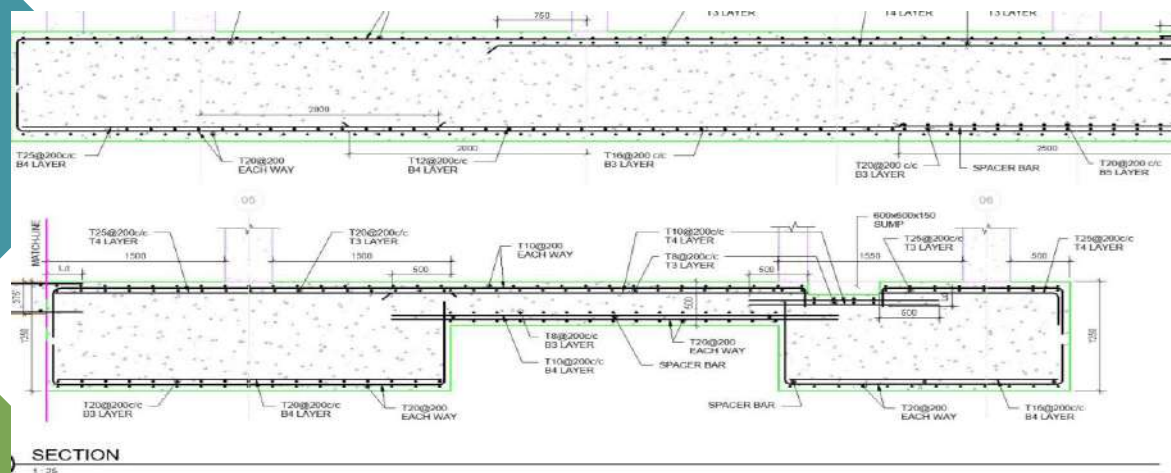 750
T3 LAYER
T4 LAYER
T3 LAYER
2800
T25@200c/c
B4 LAYER
T20@200
EACH WAY
2800
T12@200c/c
B4 LAYER
T16@200 c/c
B3 LAYER
T20@200 c/c
B3 LAYER
SPACER BAR
2500
T20@200 c/c
B5 LAYER
05
06
MATCH-LINE
T25@200c/c
T4 LAYER
T20@200c/c
T3 LAYER
T10@200
EACH WAY
T10@200c/c
T4 LAYER
T8@200c/c
T3 LAYER
600x600x150
SUMP
T25@200c/c
T3 LAYER
T25@200c/c
T4 LAYER
1500
1500
500
500
1550
500
575
1250
500
600
1250
T8@200c/c
B3 LAYER
T10@200c/c
B4 LAYER
T20@200
EACH WAY
SPACER BAR
T20@200c/c
B3 LAYER
T20@200c/c
B4 LAYER
T20@200
EACH WAY
SPACER BAR
T20@200
EACH WAY
T16@200c/c
B4 LAYER
SECTION
1 : 25